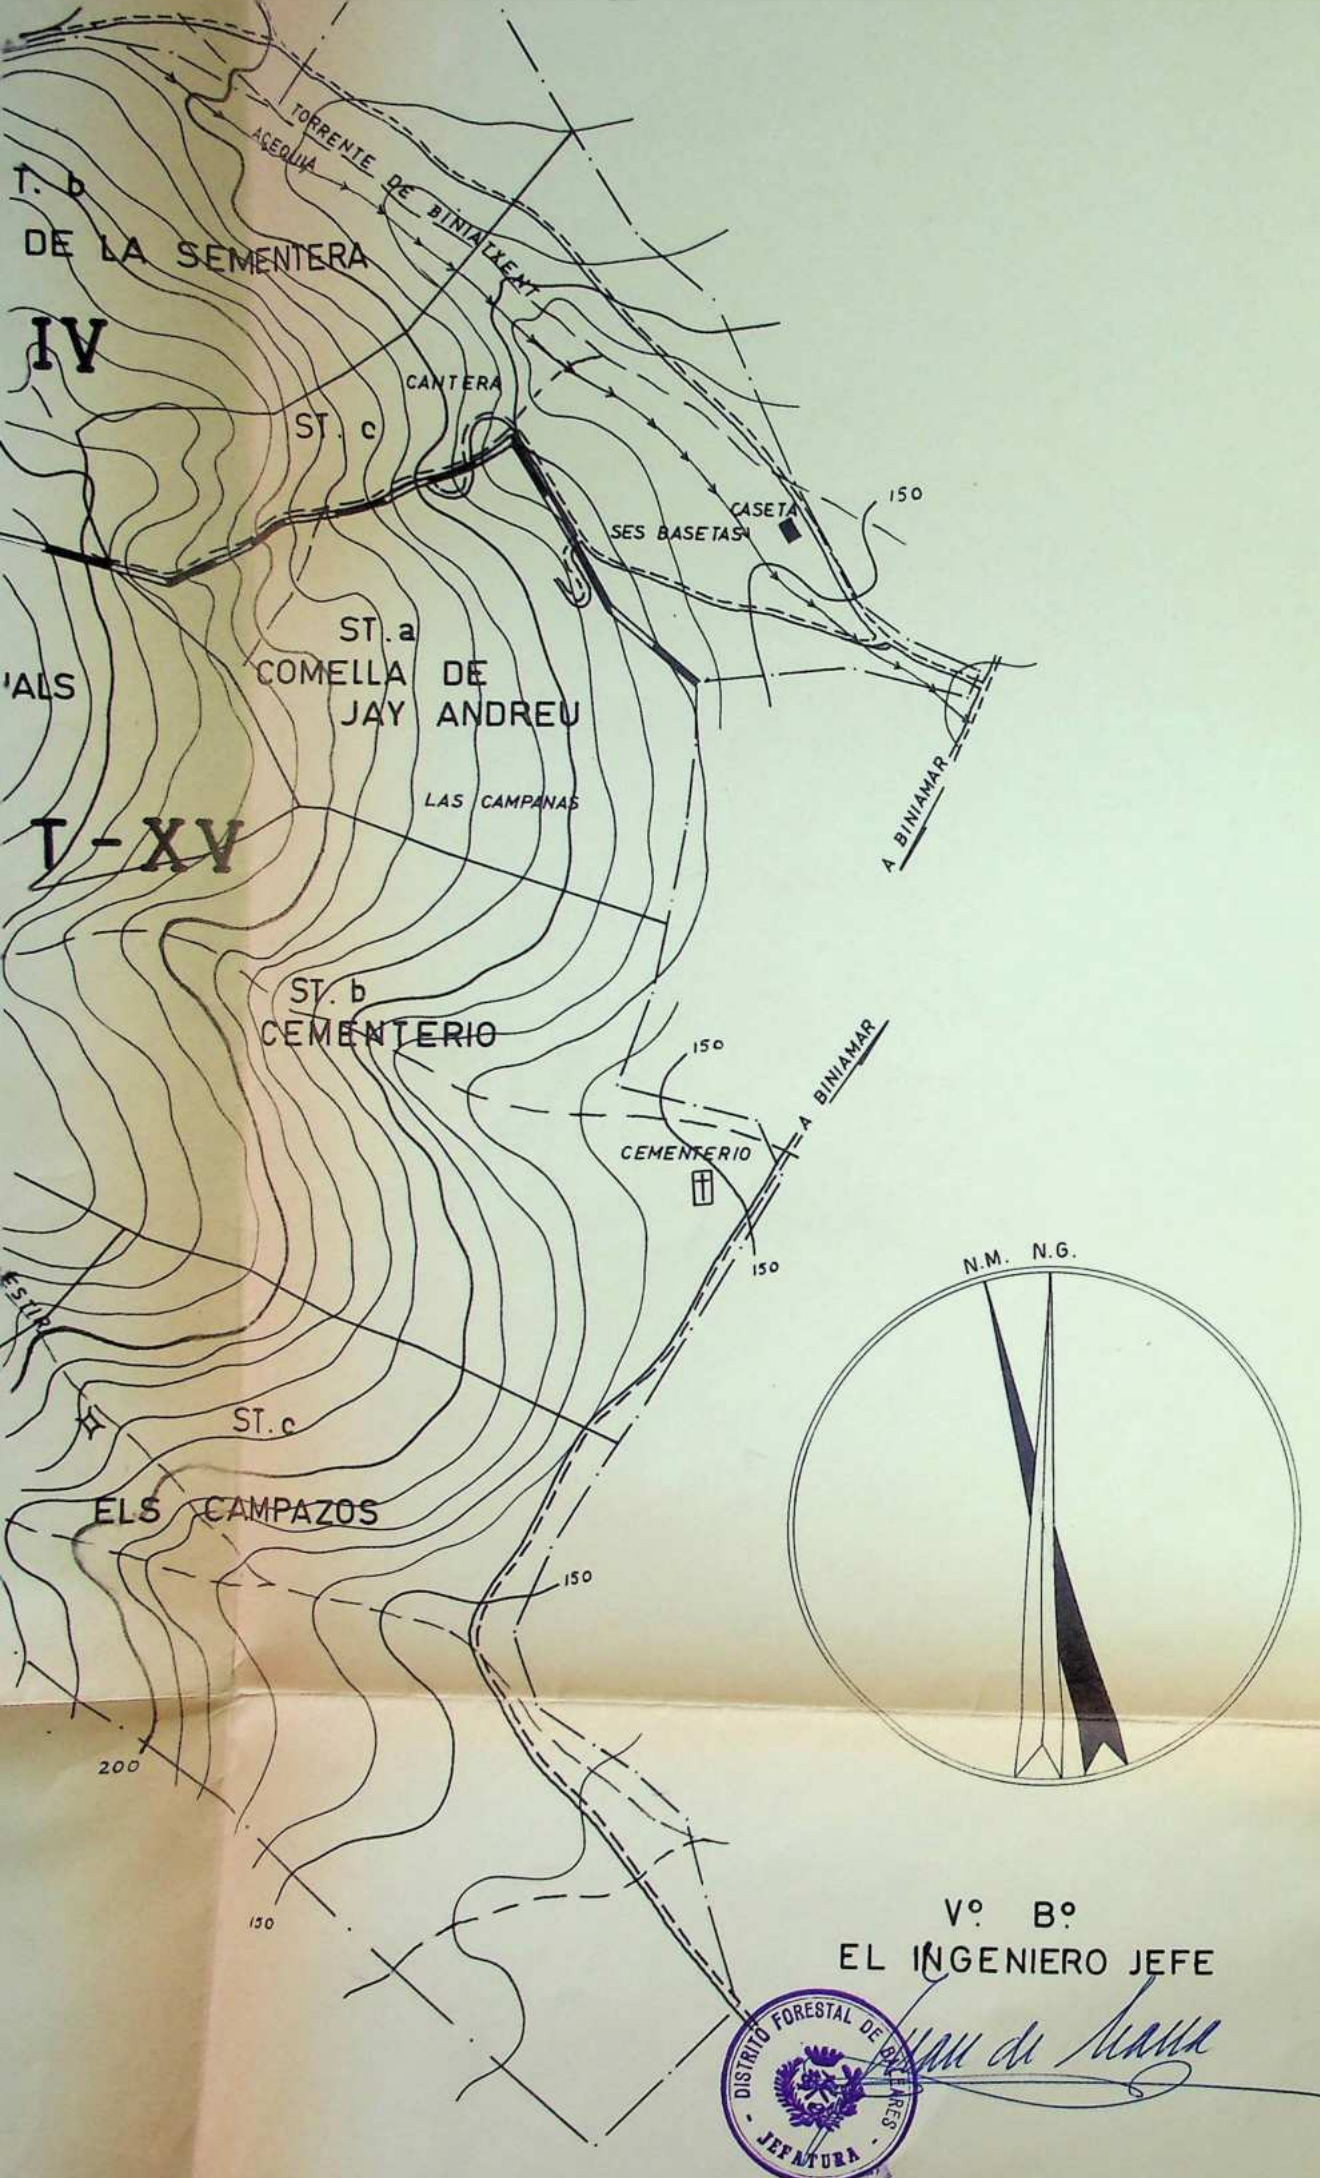 TORRENTE DE BINIATXENT
ACEQUIA
T. b
DE LA SEMENTERA
IV
CANTERA
ST. c
150
CASETA
SES BASETAS
ST. a
COMELLA DE
JAY ANDREU
'ALS
LAS CAMPANAS
A BINIAMAR
T-XV
ST. b
CEMENTERIO
150
A BINIAMAR
CEMENTERIO
150
N.M. N.G.
ESTIR
ST. c
ELS CAMPAZOS
150
200
150
Vº Bº
EL INGENIERO JEFE
DISTRITO FORESTAL DE BALEARES
- JEFATURA -